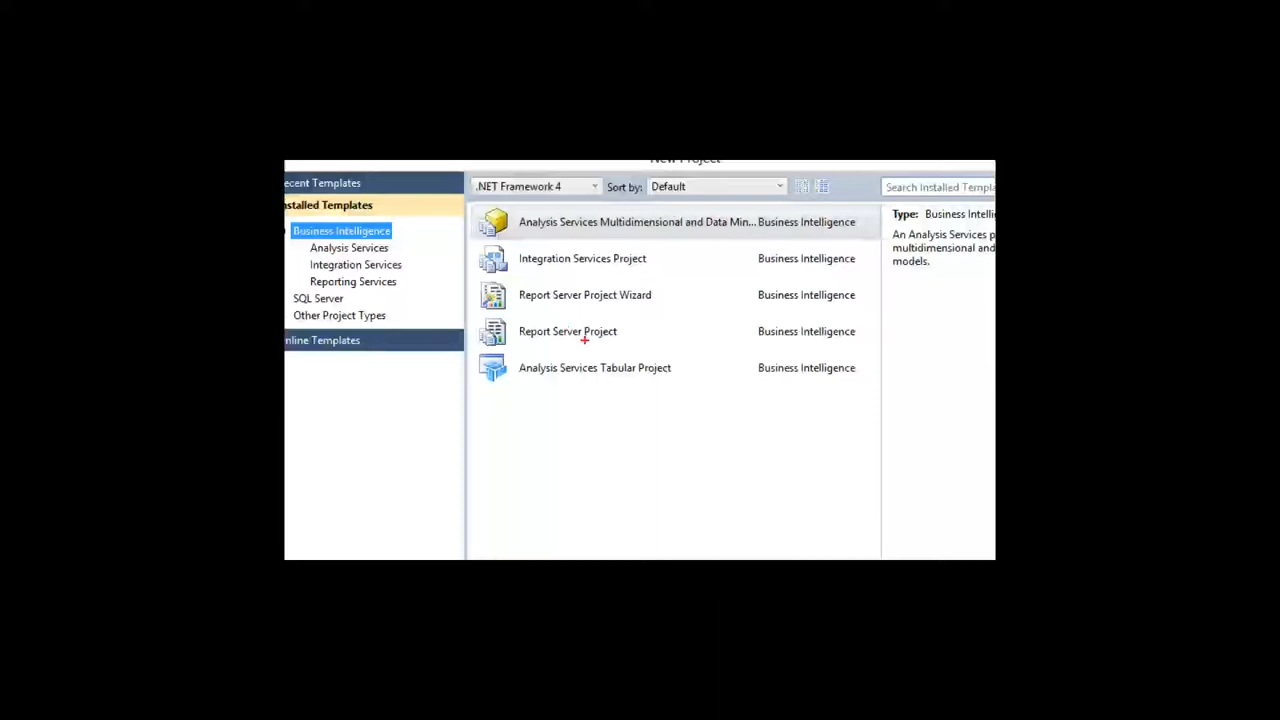 New Project
ecent Templates
nstalled Templates
Business Intelligence
Analysis Services
Integration Services
Reporting Services
SQL Server
Other Project Types
nline Templates
.NET Framework 4
Sort by:
Default
Analysis Services Multidimensional and Data Min... Business Intelligence
Integration Services Project Business Intelligence
Report Server Project Wizard Business Intelligence
Report Server Project Business Intelligence
Analysis Services Tabular Project Business Intelligence
Search Installed Templa
Type: Business Intelli
An Analysis Services p
multidimensional and
models.